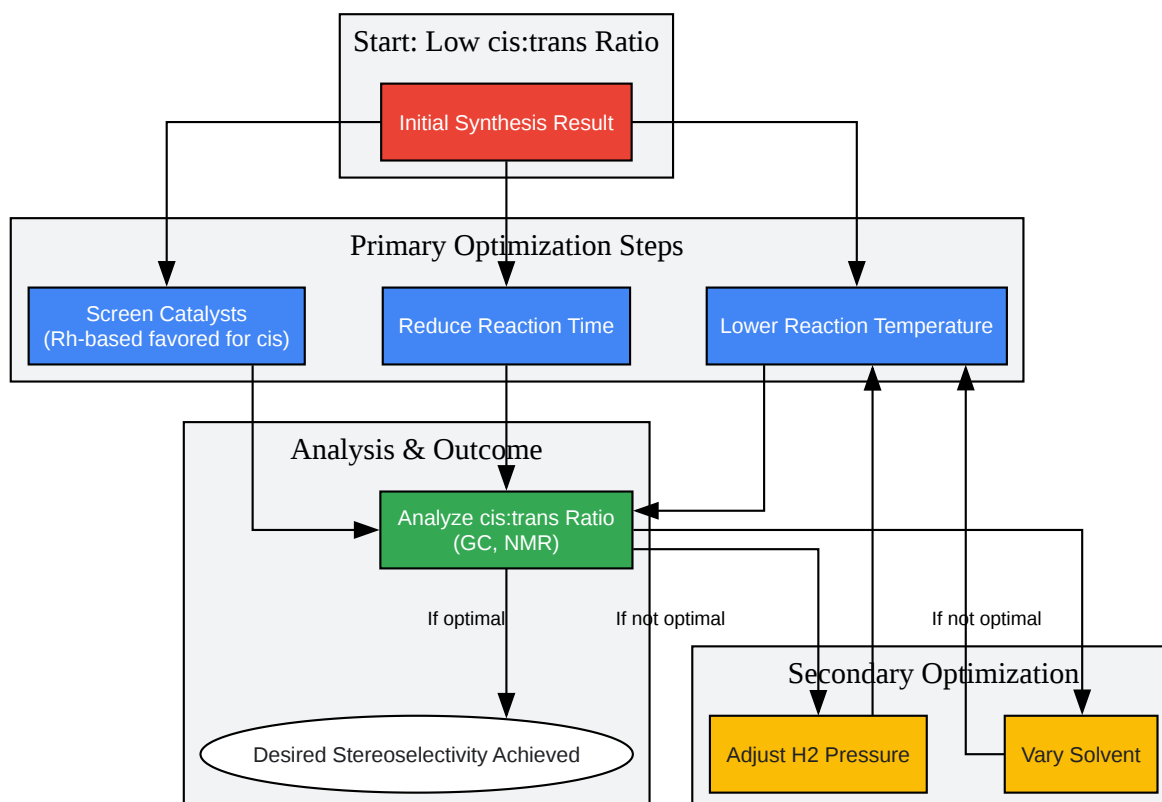 Start: Low cis:trans Ratio
Initial Synthesis Result
Primary Optimization Steps
Screen Catalysts
(Rh-based favored for cis)
Reduce Reaction Time
Lower Reaction Temperature
Analysis & Outcome
Analyze cis:trans Ratio
(GC, NMR)
If optimal
If not optimal
If not optimal
Secondary Optimization
Desired Stereoselectivity Achieved
Adjust H2 Pressure
Vary Solvent